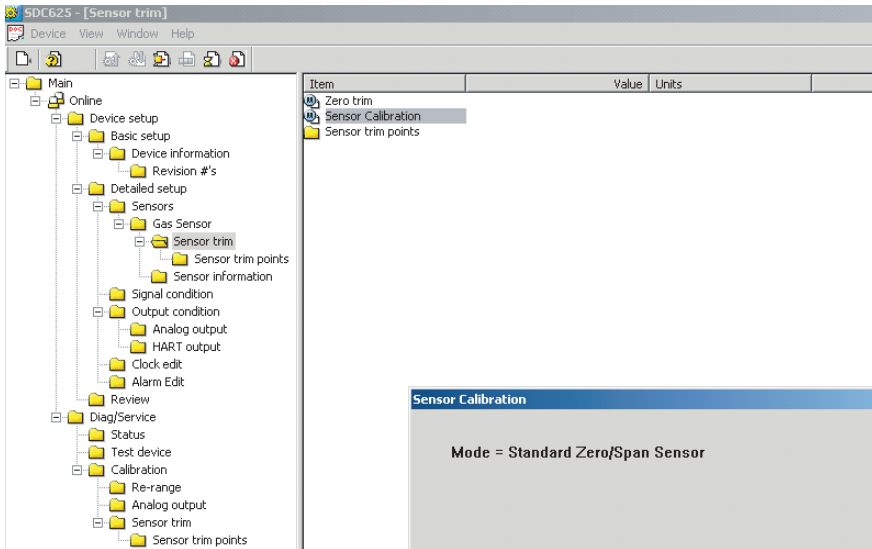 SDC625 - [Sensor trim]
Device View Window Help
Main
Online
Device setup
Basic setup
Device information
Revision #'s
Detailed setup
Sensors
Gas Sensor
Sensor trim
Sensor trim points
Sensor information
Signal condition
Output condition
Analog output
HART output
Clock edit
Alarm Edit
Review
Diag/Service
Status
Test device
Calibration
Re-range
Analog output
Sensor trim
Sensor trim points
Item Value Units
Zero trim
Sensor Calibration
Sensor trim points
Sensor Calibration
Mode = Standard Zero/Span Sensor